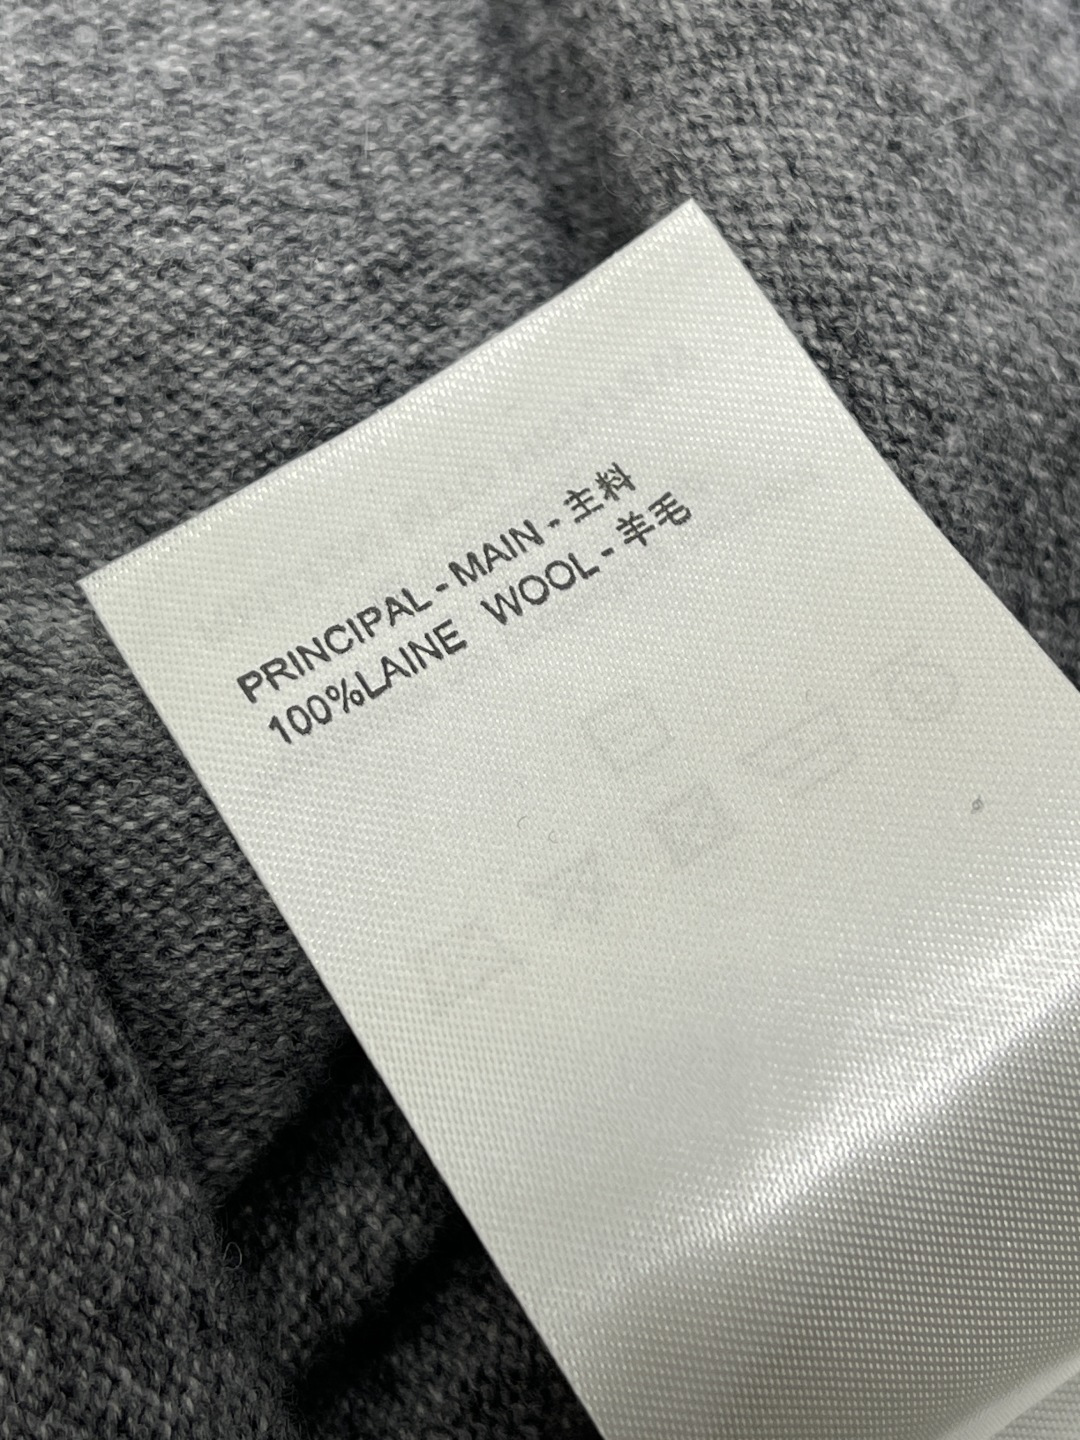 PRINCIPAL - MAIN - 主料
100%LAINE WOOL - 羊毛